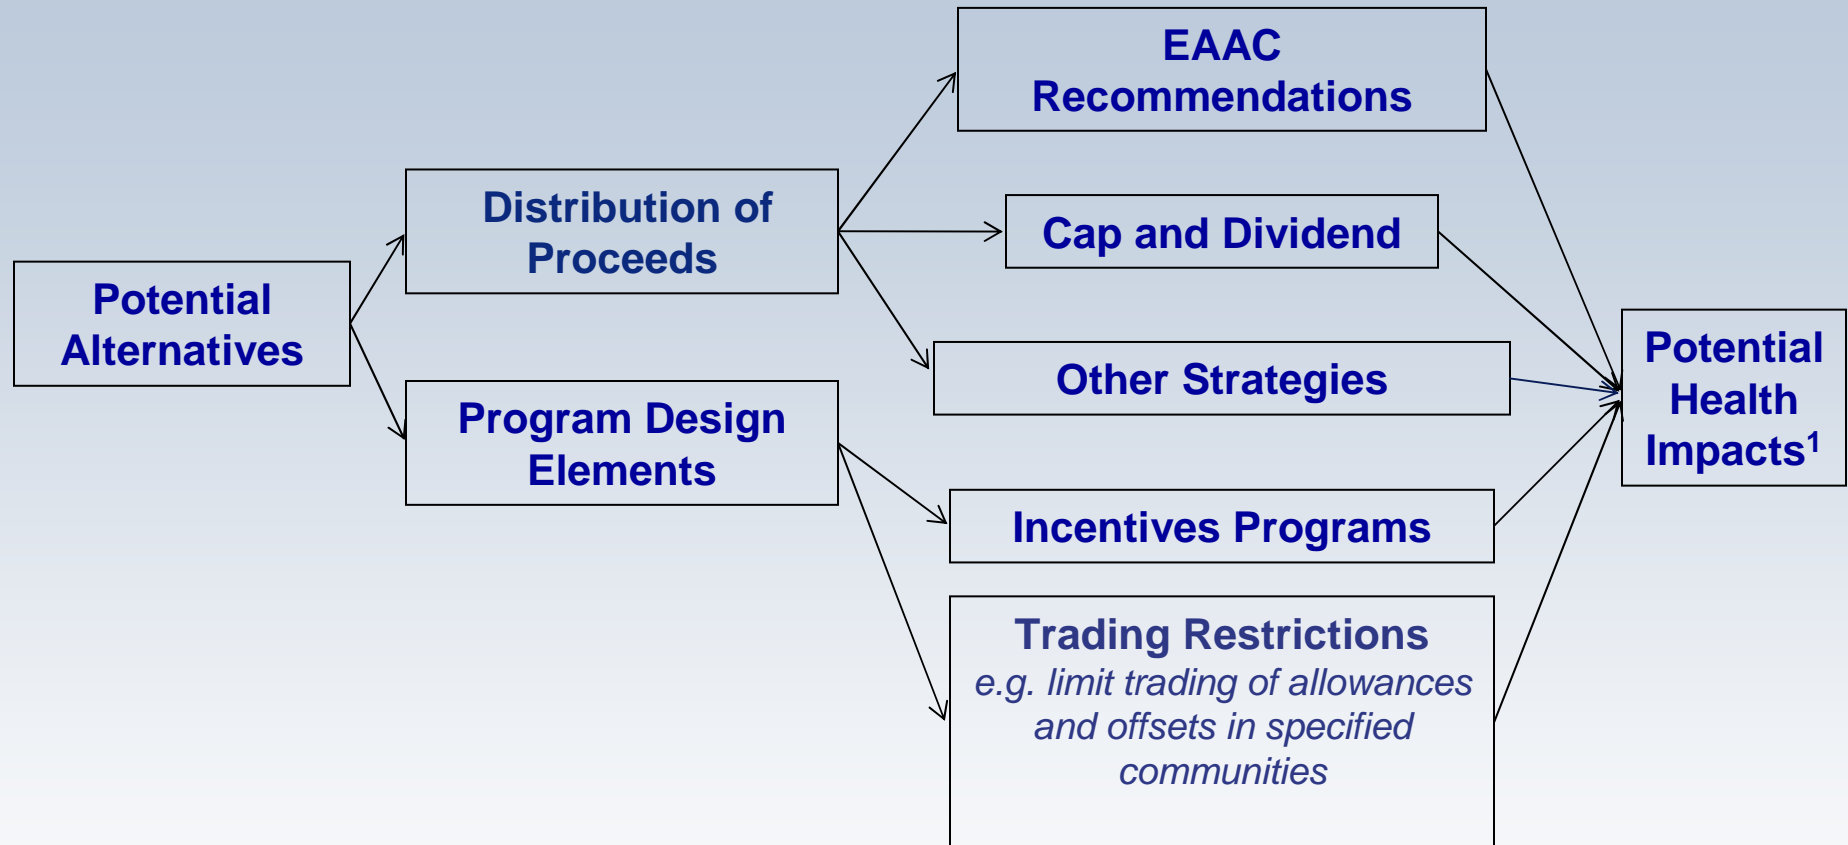 Potential
Alternatives
Distribution of
Proceeds
Program Design
Elements
EAAC
Recommendations
Cap and Dividend
Other Strategies
Incentives Programs
Trading Restrictions
e.g. limit trading of allowances
and offsets in specified
communities
Potential
Health
Impacts¹